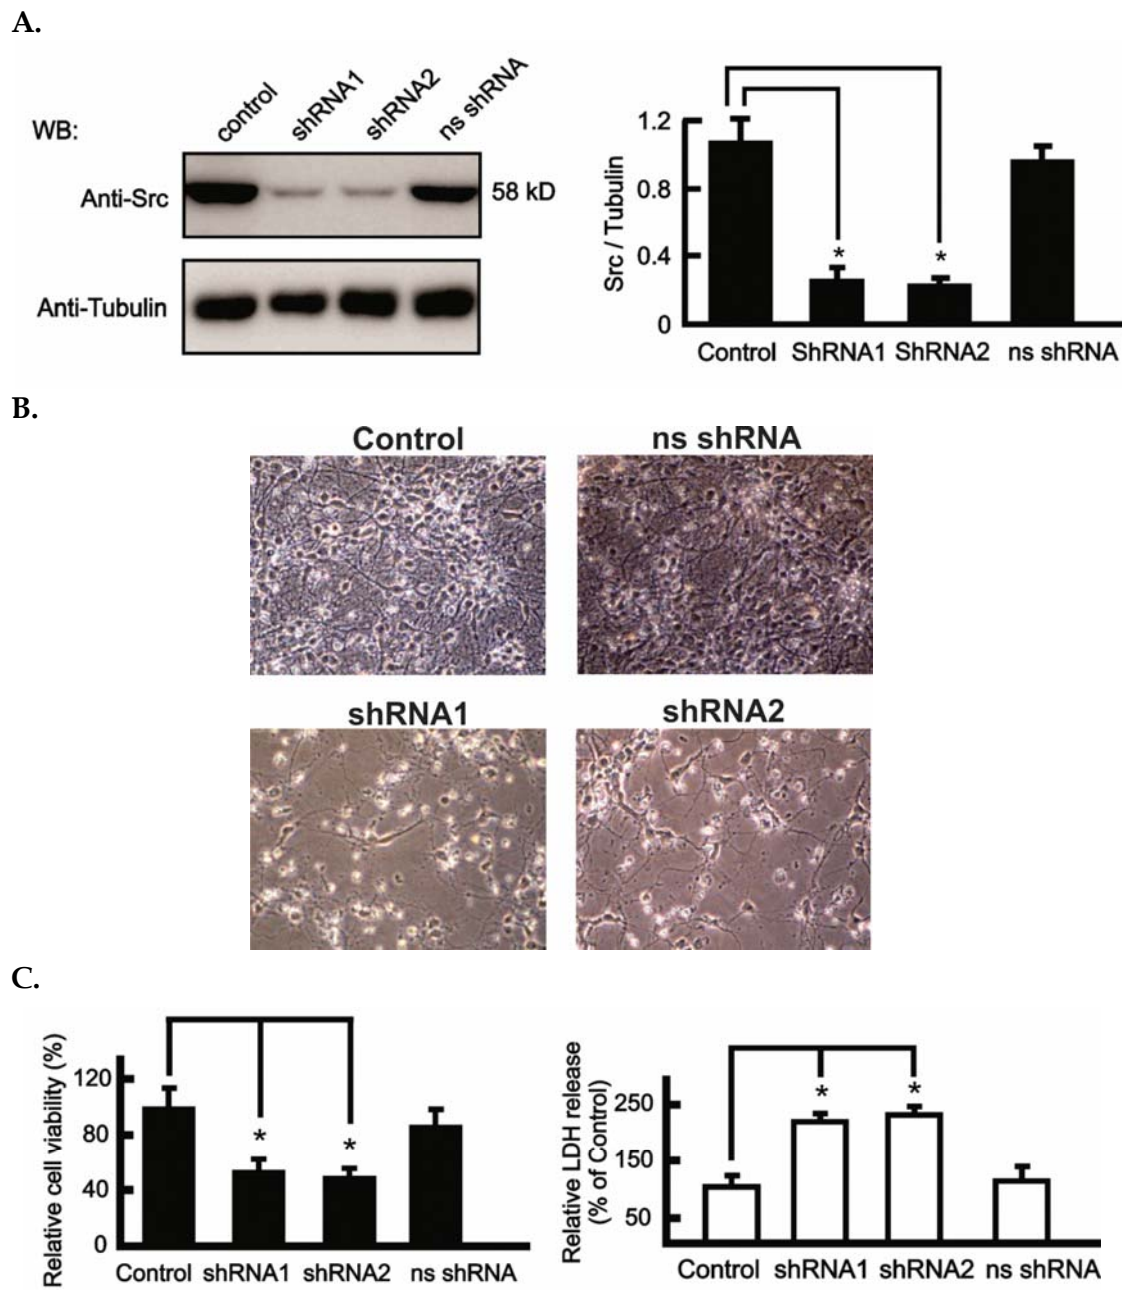 A.
WB:
control
shRNA1
shRNA2
ns shRNA
Anti-Src
58 kD
Anti-Tubulin
Src / Tubulin
1.2
0.8
0.4
0
*
*
Control ShRNA1 ShRNA2 ns shRNA
B.
Control ns shRNA
shRNA1 shRNA2
C.
Relative cell viability (%)
120
80
40
0
*
*
Control shRNA1 shRNA2 ns shRNA
Relative LDH release
(% of Control)
250
150
50
*
*
Control shRNA1 shRNA2 ns shRNA